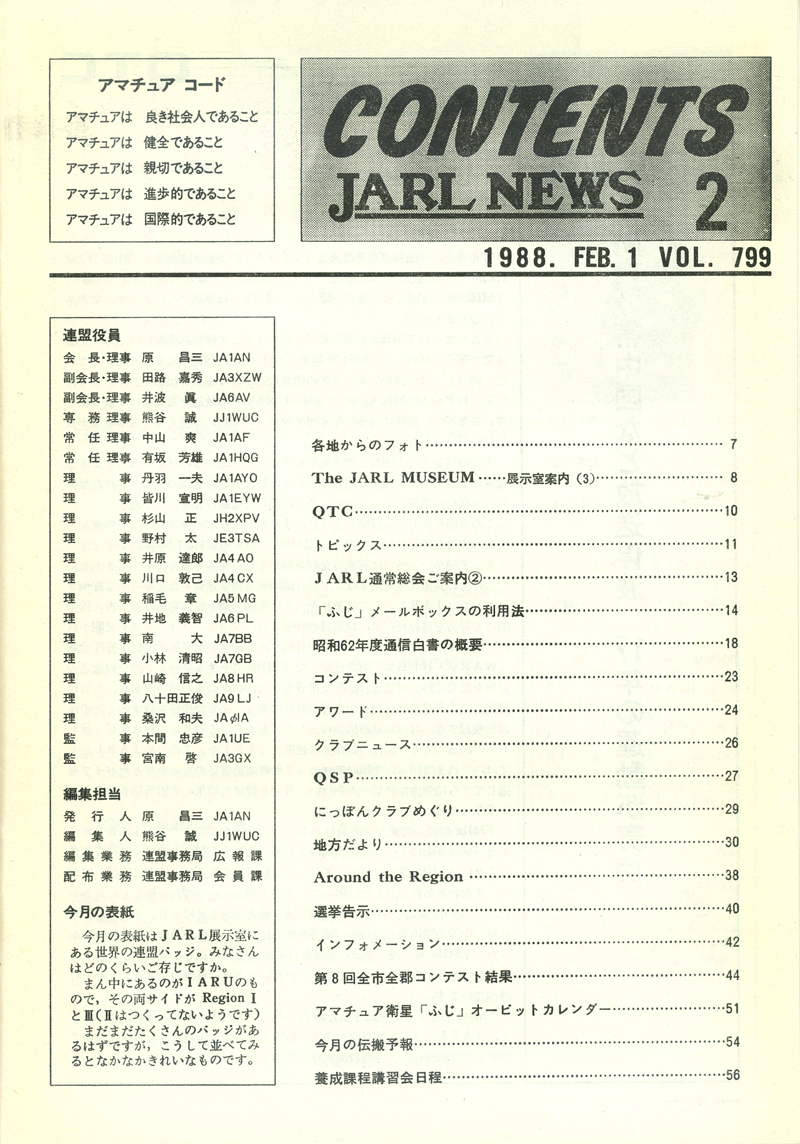 アマチュア コード
アマチュアは 良き社会人であること
アマチュアは 健全であること
アマチュアは 親切であること
アマチュアは 進歩的であること
アマチュアは 国際的であること
CONTENTS
JARL NEWS 2
1988. FEB. 1 VOL. 799
連盟役員
会長・理事 原 昌三 JA1AN
副会長・理事 田路 嘉秀 JA3XZW
副会長・理事 井波 眞 JA6AV
専務理事 熊谷 誠 JJ1WUC
常任理事 中山 爽 JA1AF
常任理事 有坂 芳雄 JA1HQG
理事 丹羽 一夫 JA1AYO
理事 皆川 宣明 JA1EYW
理事 杉山 正 JH2XPV
理事 野村 太 JE3TSA
理事 井原 達郎 JA4AO
理事 川口 敦己 JA4CX
理事 稲毛 章 JA5MG
理事 井地 義智 JA6PL
理事 南 大 JA7BB
理事 小林 清昭 JA7GB
理事 山崎 信之 JA8HR
理事 八十田正俊 JA9LJ
理事 桑沢 和夫 JAφIA
監事 本間 忠彦 JA1UE
監事 宮南 啓 JA3GX
編集担当
発行人 原 昌三 JA1AN
編集人 熊谷 誠 JJ1WUC
編集業務 連盟事務局 広報課
配布業務 連盟事務局 会員課
今月の表紙
今月の表紙はJARL展示室に
ある世界の連盟バッジ。みなさん
はどのくらいご存じですか。
まん中にあるのがIARUのも
ので，その両サイドが Region I
とⅢ(Ⅱはつくってないようです)
まだまだたくさんのバッジがあ
るはずですが，こうして並べてみ
るとなかなかきれいなものです。
各地からのフォト……7
The JARL MUSEUM……展示室案内（3）……8
QTC……10
トピックス……11
JARL通常総会ご案内②……13
「ふじ」メールボックスの利用法……14
昭和62年度通信白書の概要……18
コンテスト……23
アワード……24
クラブニュース……26
QSP……27
にっぽんクラブめぐり……29
地方だより……30
Around the Region……38
選挙告示……40
インフォメーション……42
第8回全市全郡コンテスト結果……44
アマチュア衛星「ふじ」オービットカレンダー……51
今月の伝搬予報……54
養成課程講習会日程……56